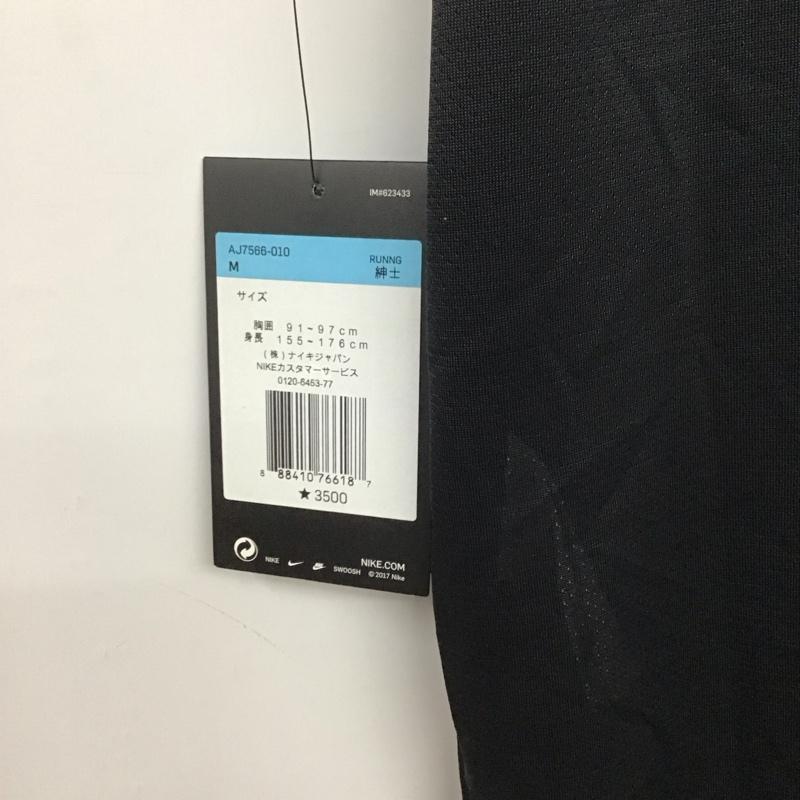 IM#623433
AJ7566-010
M
RUNNG
紳士
サイズ
胸囲 91~97cm
身長 155~176cm
(株)ナイキジャパン
NIKEカスタマーサービス
0120-6453-77
8 88410 76618 7
★3500
NIKE
SWOOSH
NIKE.COM
©2017 Nike